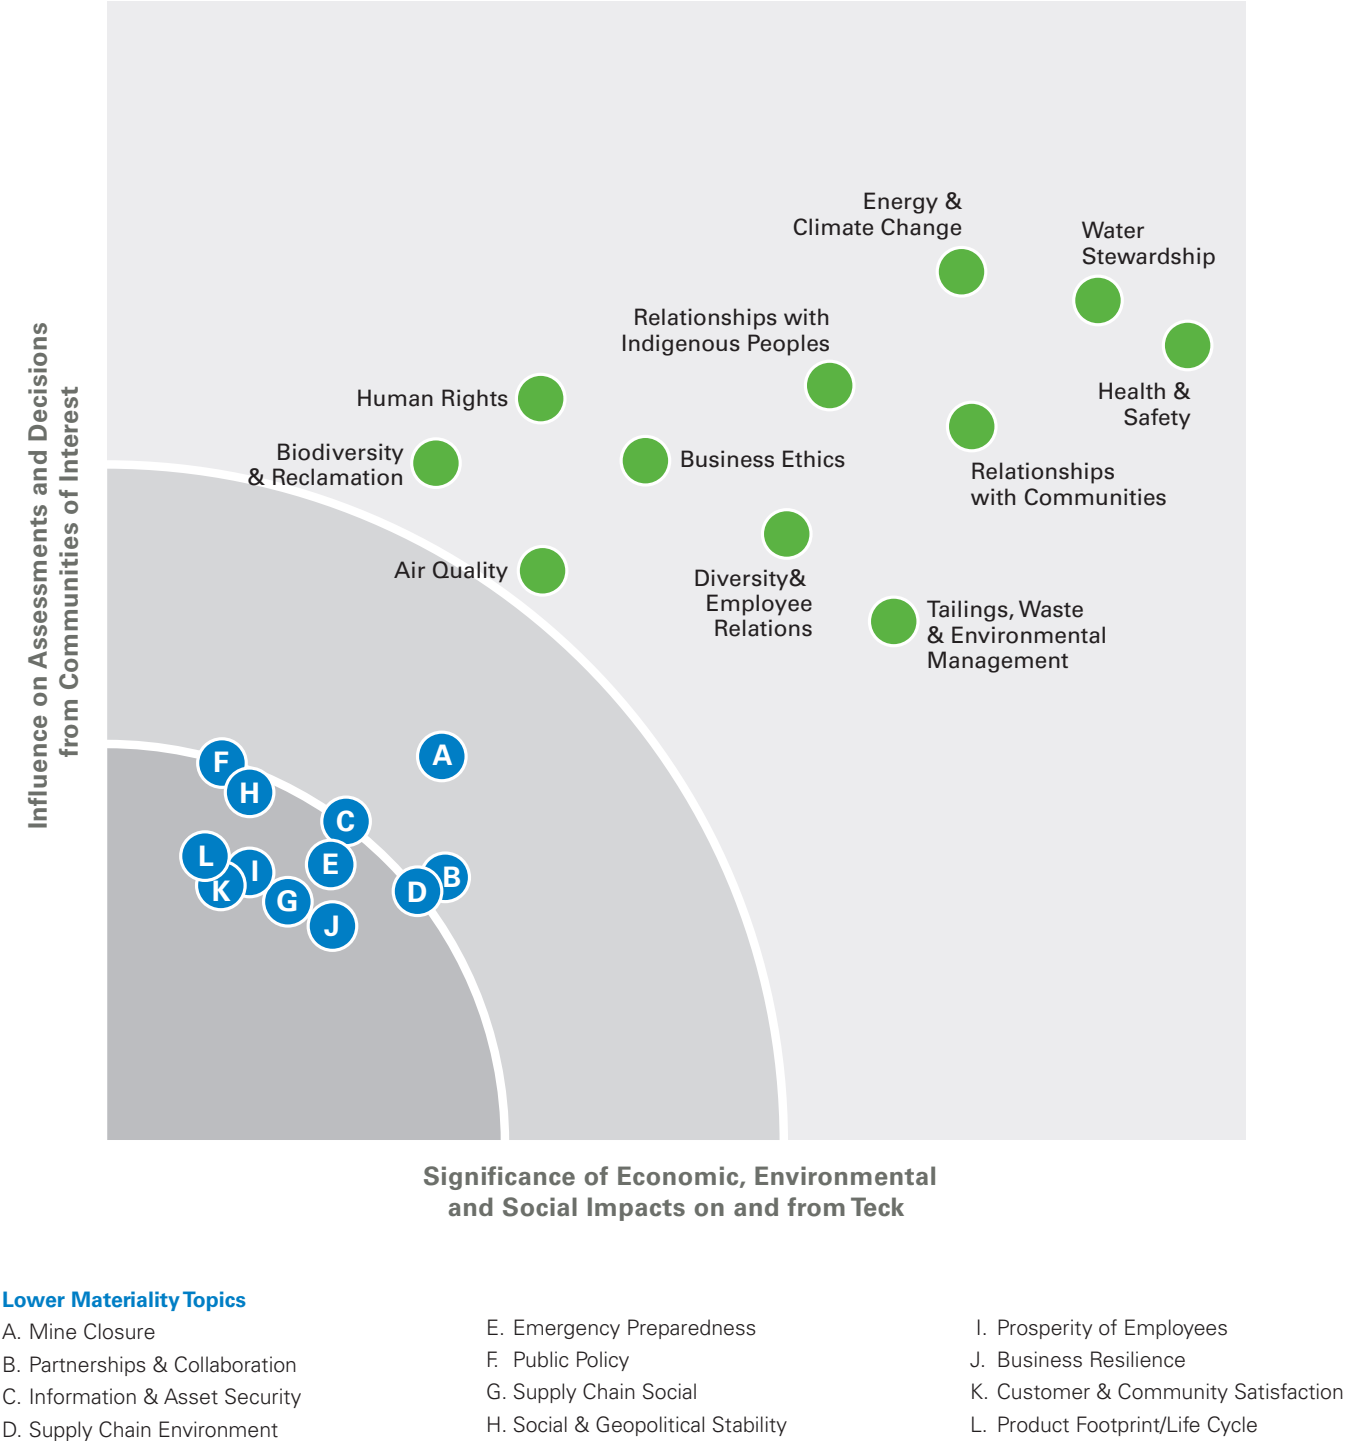 Energy &
Climate Change
Water
Stewardship
Relationships with
Indigenous Peoples
Human Rights
Health &
Safety
Biodiversity
& Reclamation
Business Ethics
Relationships
with Communities
Air Quality
Diversity&
Employee
Relations
Tailings, Waste
& Environmental
Management
Influence on Assessments and Decisions
from Communities of Interest
F
A
H
C
L
I
E
K
G
D
B
J
Significance of Economic, Environmental
and Social Impacts on and from Teck
Lower Materiality Topics
A. Mine Closure
B. Partnerships & Collaboration
C. Information & Asset Security
D. Supply Chain Environment
E. Emergency Preparedness
F. Public Policy
G. Supply Chain Social
H. Social & Geopolitical Stability
I. Prosperity of Employees
J. Business Resilience
K. Customer & Community Satisfaction
L. Product Footprint/Life Cycle